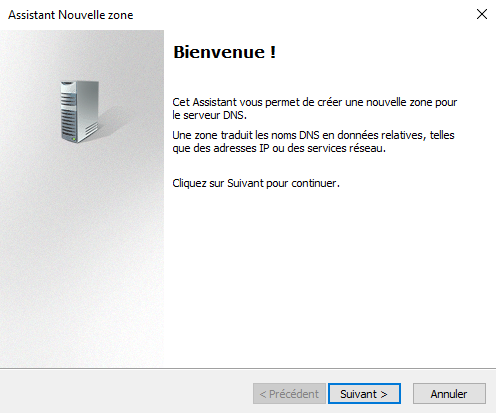 Assistant Nouvelle zone
Bienvenue !
Cet Assistant vous permet de créer une nouvelle zone pour
le serveur DNS.
Une zone traduit les noms DNS en données relatives, telles
que des adresses IP ou des services réseau.
Cliquez sur Suivant pour continuer.
< Précédent
Suivant >
Annuler